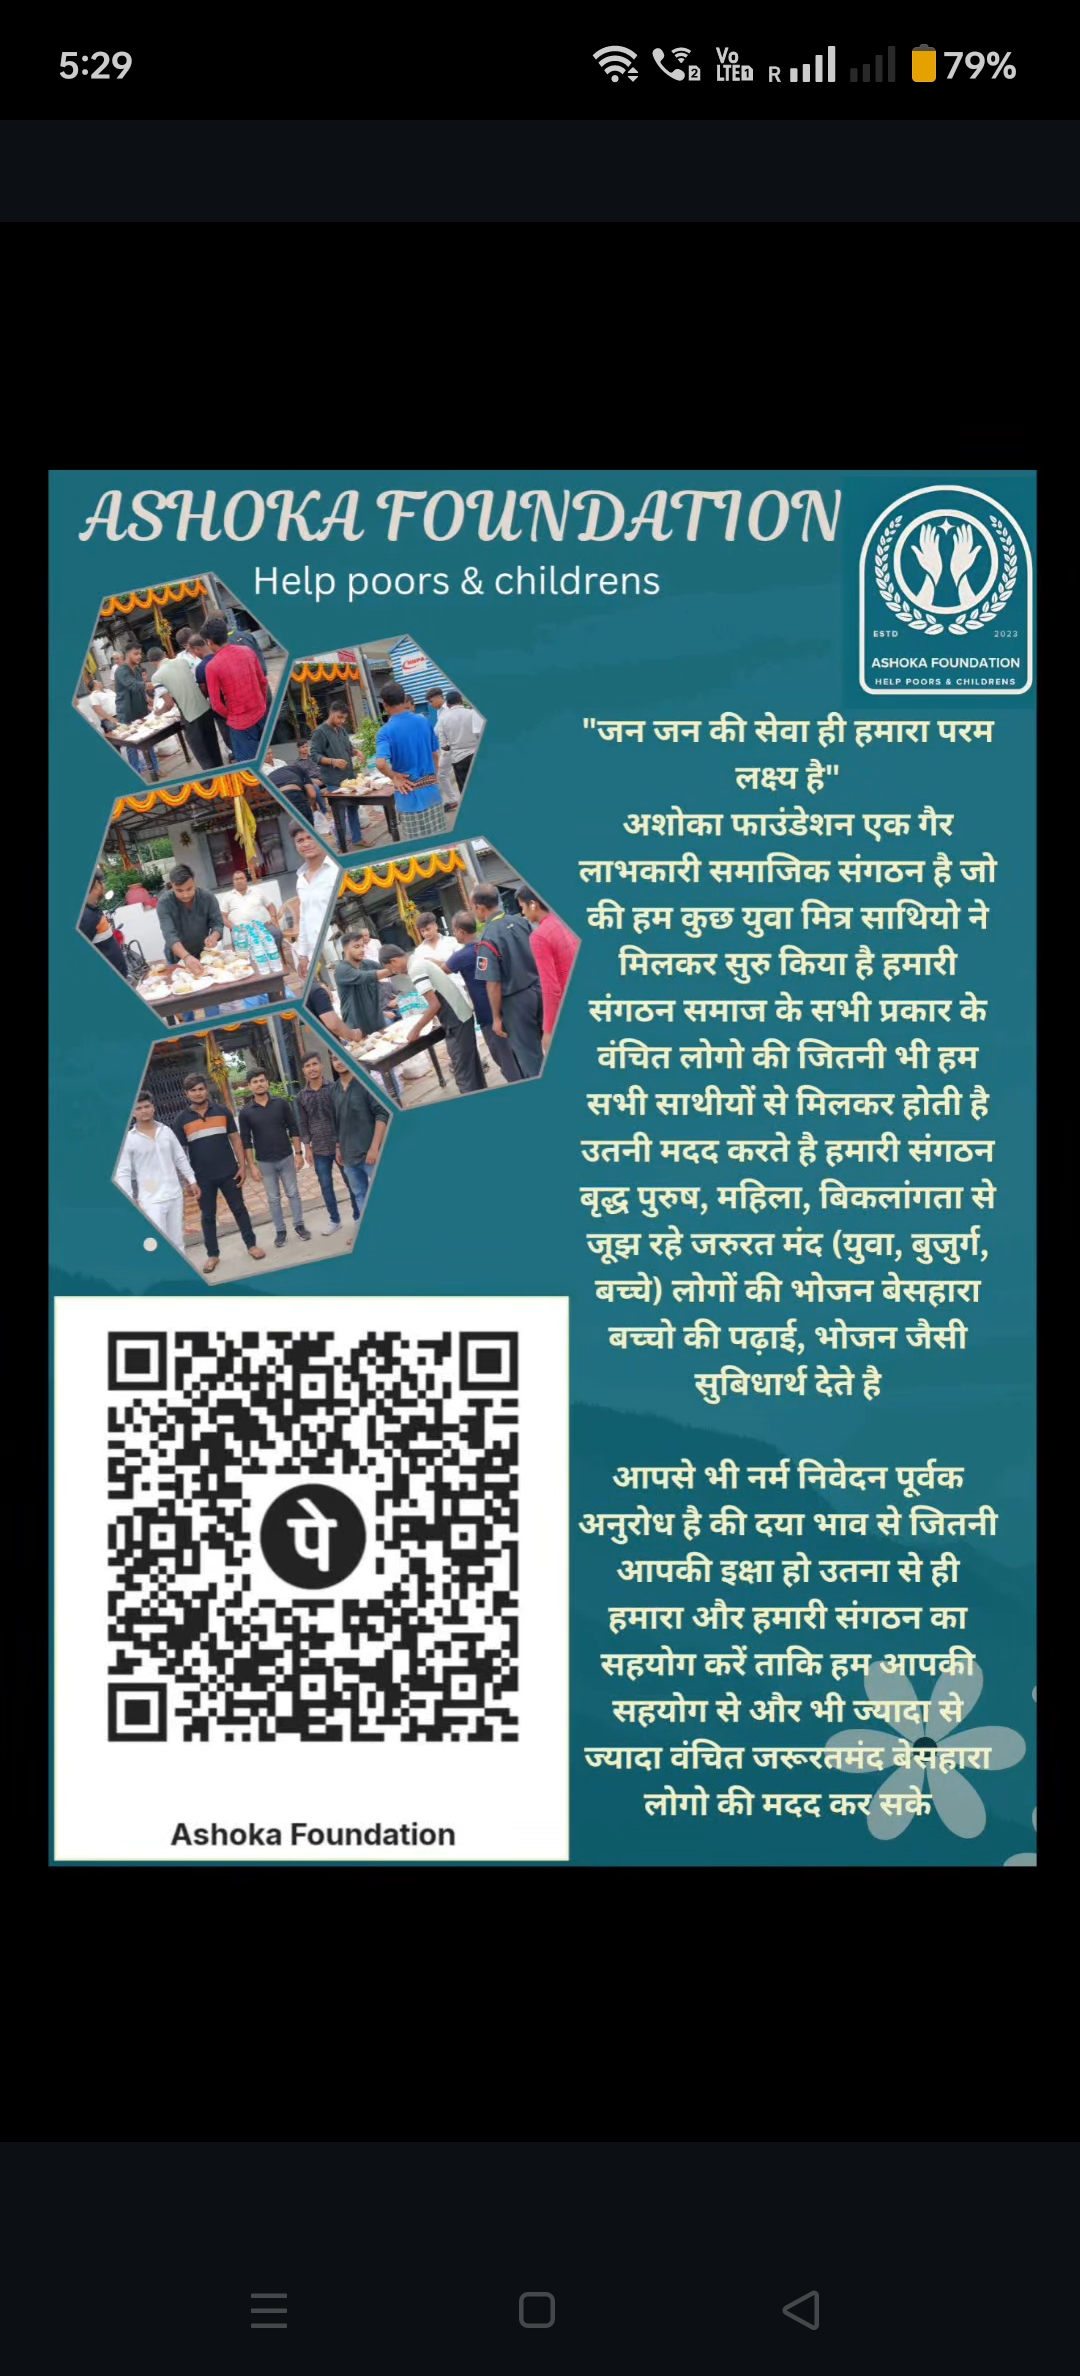 5:29
Vo
LTE1
2
R
79%
ASHOKA FOUNDATION
Help poors & childrens
ESTD 2023
ASHOKA FOUNDATION
HELP POORS & CHILDRENS
"जन जन की सेवा ही हमारा परम
लक्ष्य है"
अशोका फाउंडेशन एक गैर
लाभकारी समाजिक संगठन है जो
की हम कुछ युवा मित्र साथियो ने
मिलकर सुरु किया है हमारी
संगठन समाज के सभी प्रकार के
वंचित लोगो की जितनी भी हम
सभी साथीयों से मिलकर होती है
उतनी मदद करते है हमारी संगठन
बृद्ध पुरुष, महिला, बिकलांगता से
जूझ रहे जरुरत मंद (युवा, बुजुर्ग,
बच्चे) लोगों की भोजन बेसहारा
बच्चो की पढ़ाई, भोजन जैसी
सुबिधार्थ देते है
आपसे भी नर्म निवेदन पूर्वक
अनुरोध है की दया भाव से जितनी
आपकी इक्षा हो उतना से ही
हमारा और हमारी संगठन का
सहयोग करें ताकि हम आपकी
सहयोग से और भी ज्यादा से
ज्यादा वंचित जरूरतमंद बेसहारा
लोगो की मदद कर सके
पे
Ashoka Foundation